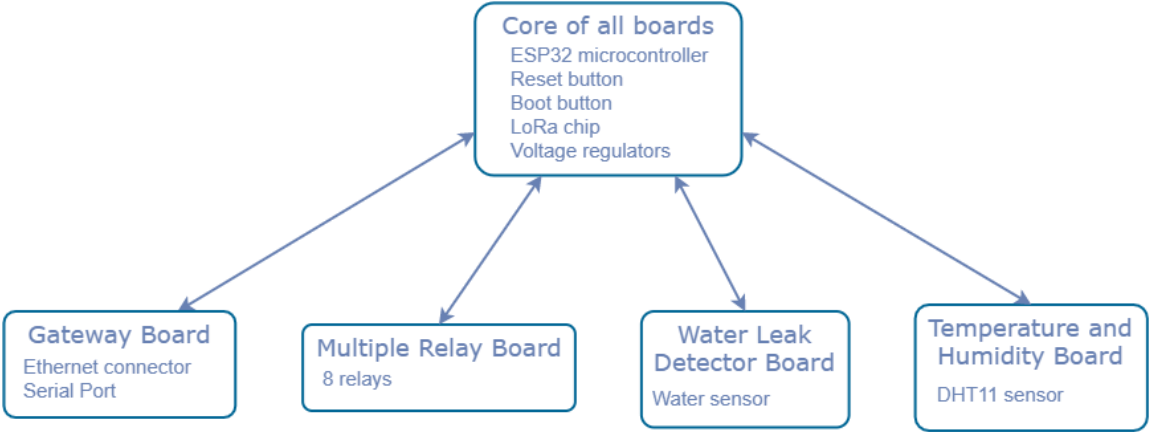 Core of all boards
ESP32 microcontroller
Reset button
Boot button
LoRa chip
Voltage regulators
Gateway Board
Ethernet connector
Serial Port
Multiple Relay Board
8 relays
Water Leak
Detector Board
Water sensor
Temperature and
Humidity Board
DHT11 sensor